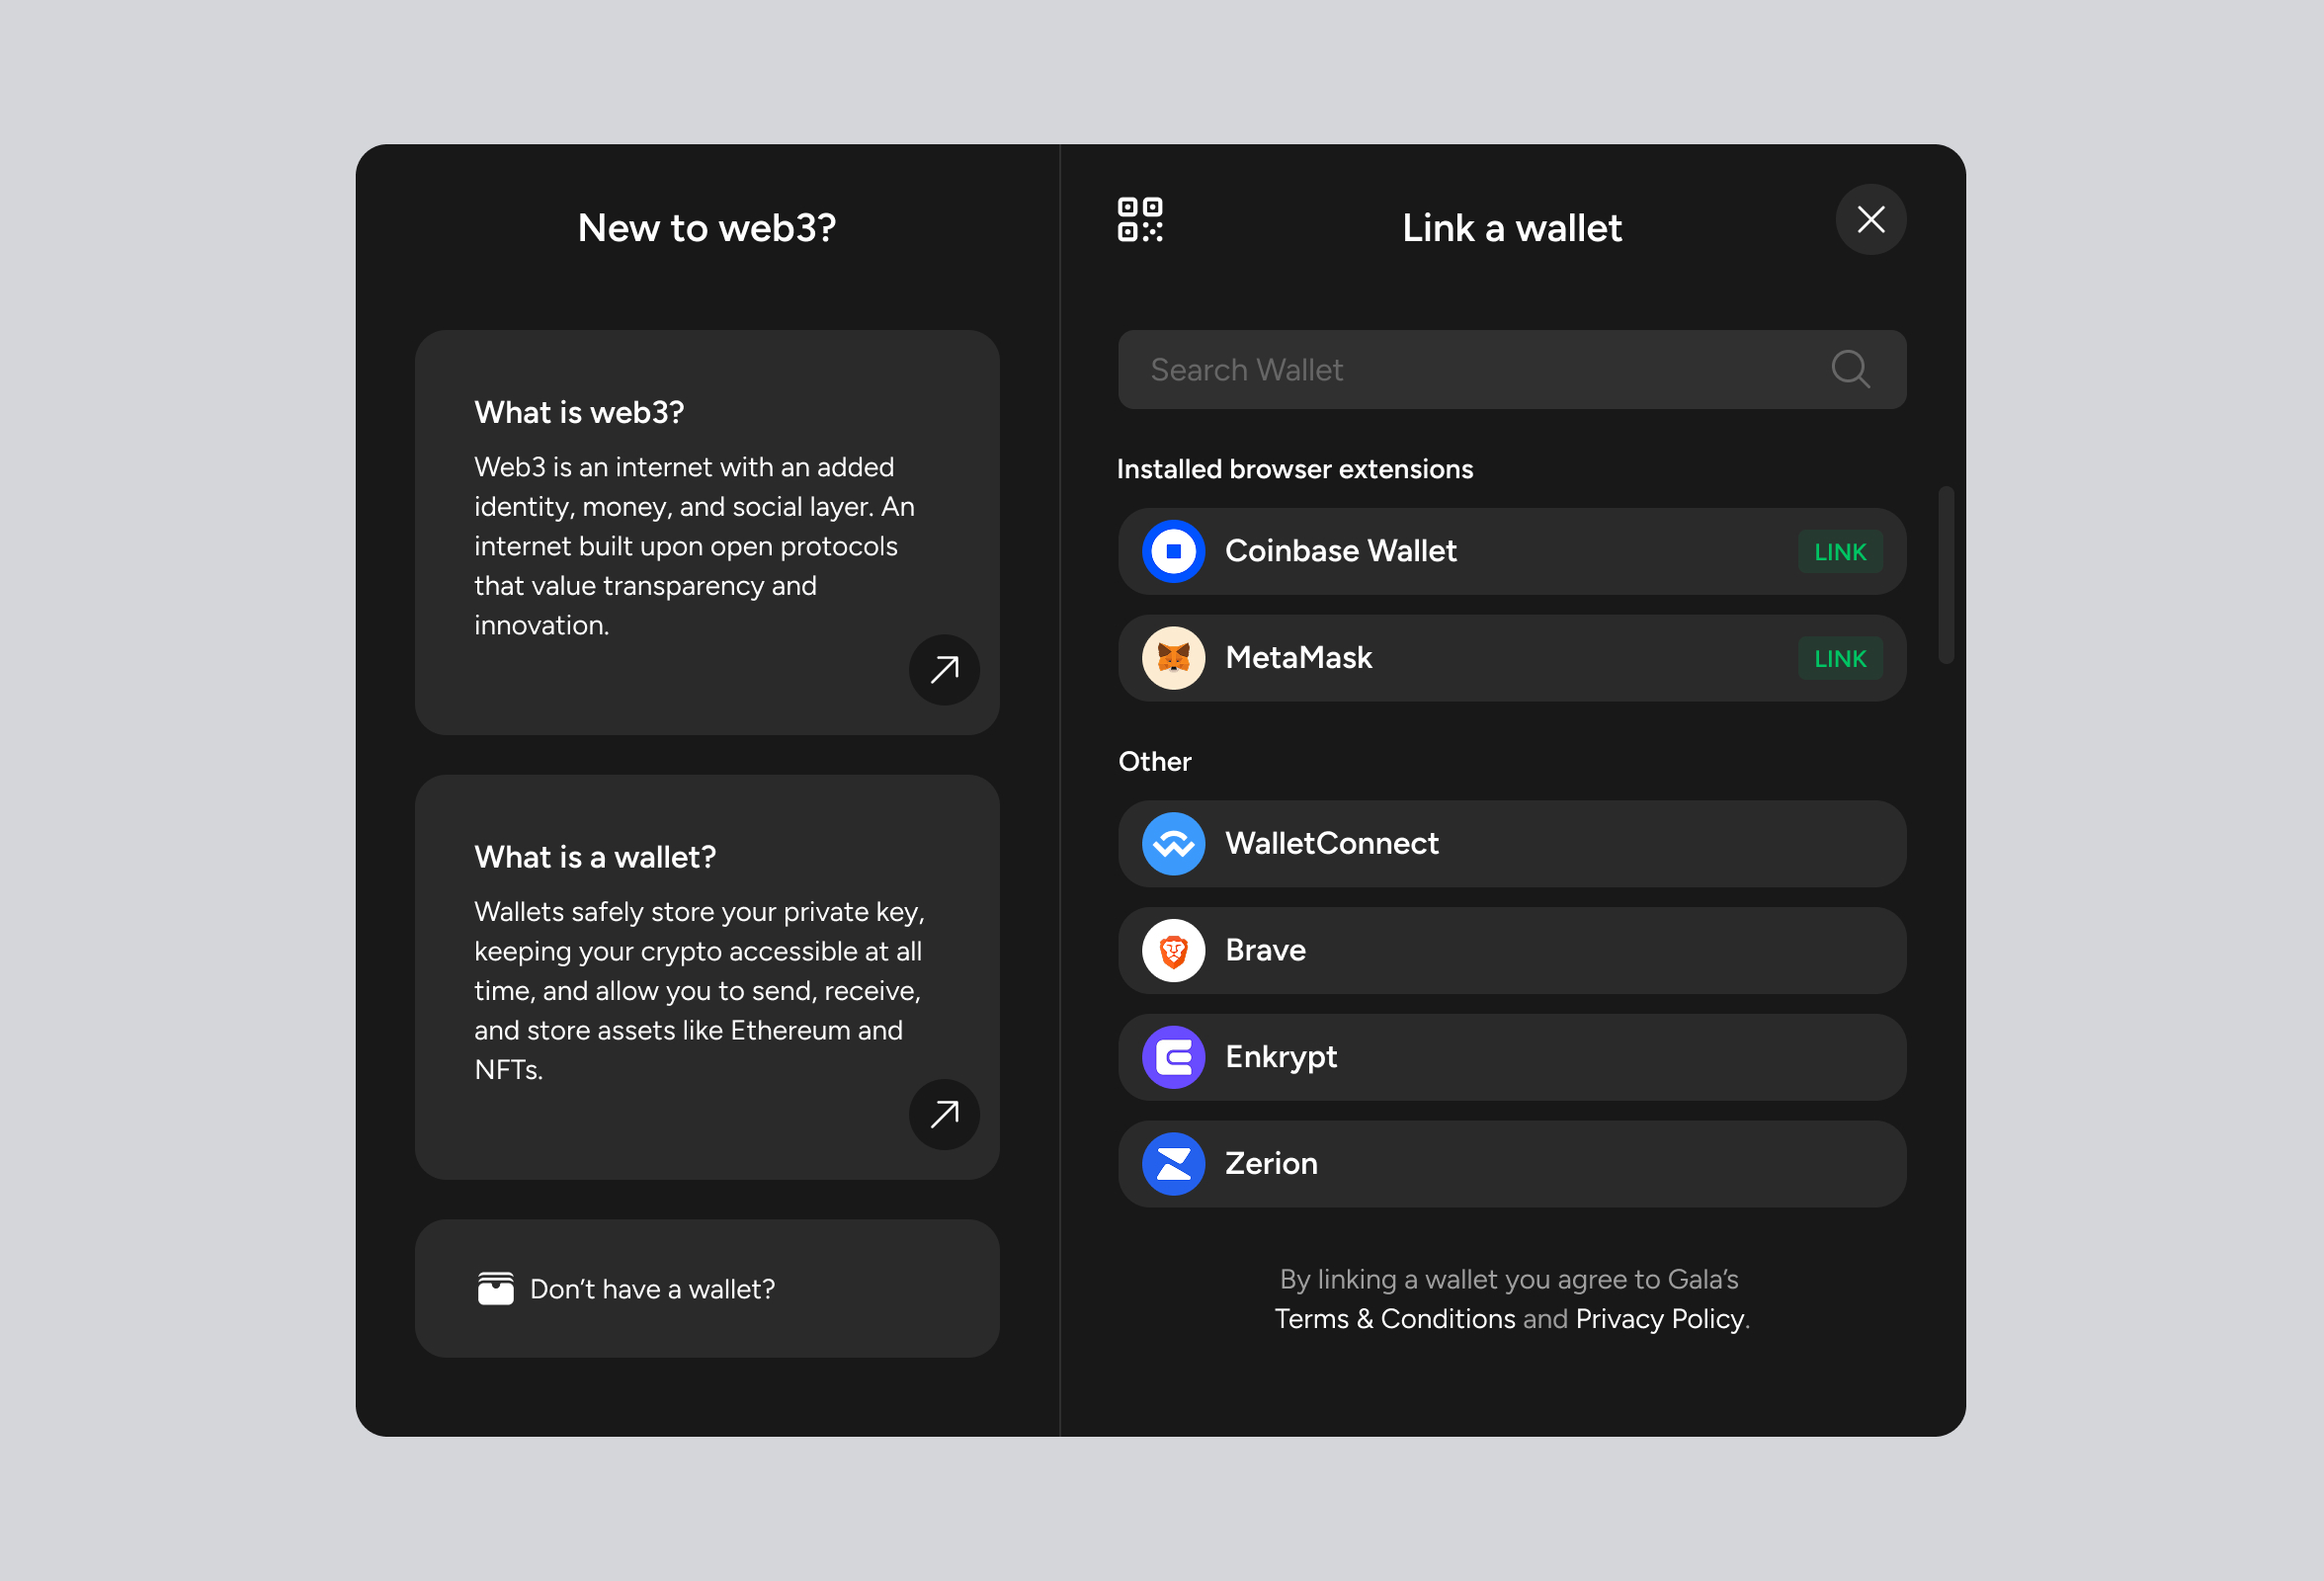 New to web3?
What is web3?
Web3 is an internet with an added
identity, money, and social layer. An
internet built upon open protocols
that value transparency and
innovation.
What is a wallet?
Wallets safely store your private key,
keeping your crypto accessible at all
time, and allow you to send, receive,
and store assets like Ethereum and
NFTs.
Don’t have a wallet?
Link a wallet
Search Wallet
Installed browser extensions
Coinbase Wallet LINK
MetaMask LINK
Other
WalletConnect
Brave
Enkrypt
Zerion
By linking a wallet you agree to Gala’s
Terms & Conditions and Privacy Policy.